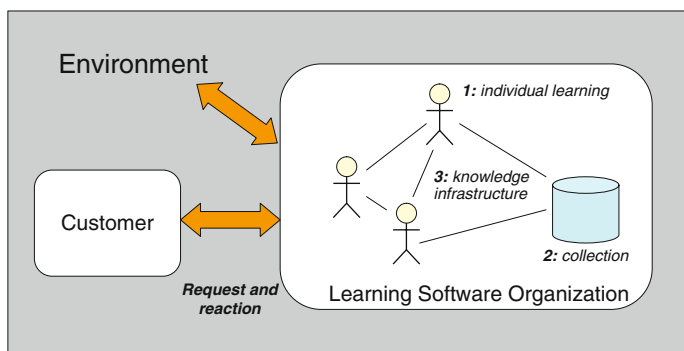 Environment
1: individual learning
3: knowledge
infrastructure
Customer
2: collection
Request and
reaction
Learning Software Organization